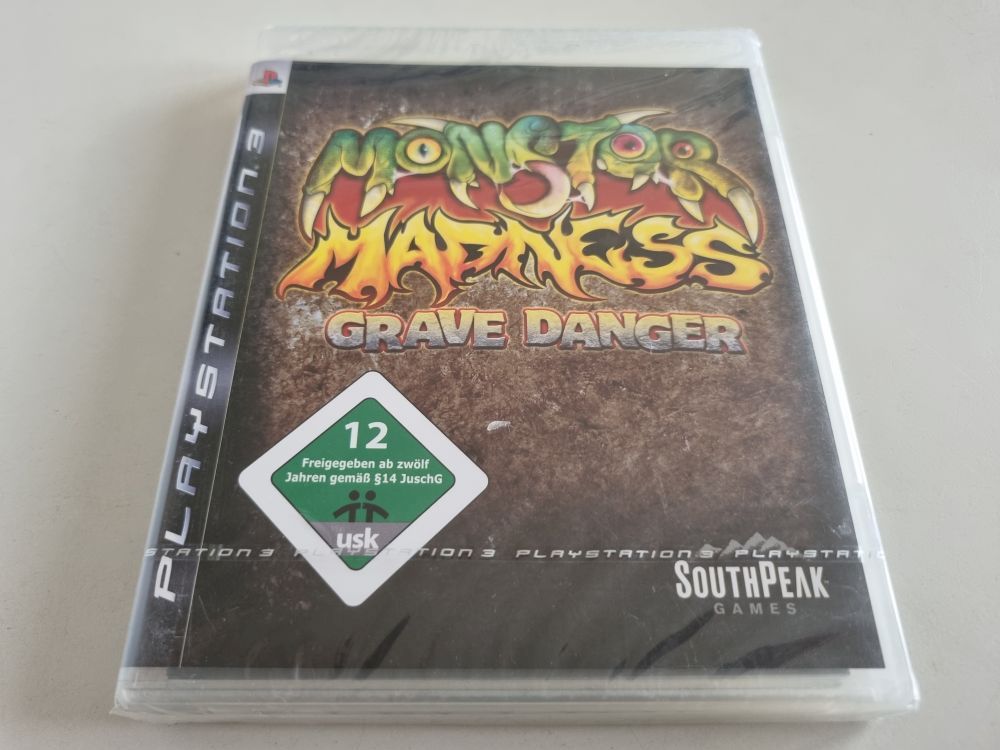 PLAYSTATION 3
MONSTER
MADNESS
GRAVE DANGER
12
Freigegeben ab zwölf
Jahren gemäß §14 JuschG
usk
STATION 3 PLAYSTATION 3 PLAYSTATION 3 PLAYSTATIO
SOUTHPEAK
GAMES